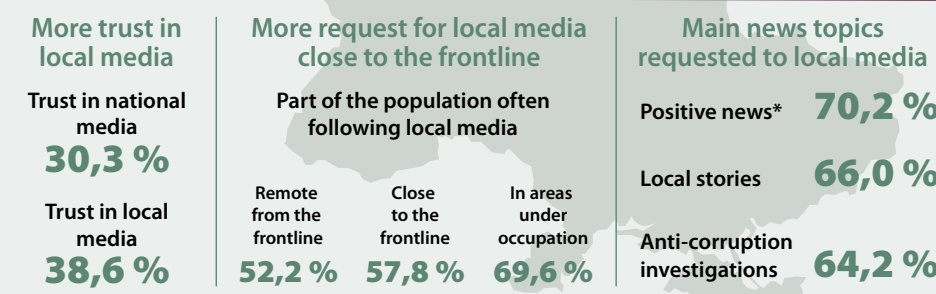 More trust in
local media
Trust in national
media
30,3 %
Trust in local
media
38,6 %
More request for local media
close to the frontline
Part of the population often
following local media
Remote
from the
frontline
52,2 %
Close
to the
frontline
57,8 %
In areas
under
occupation
69,6 %
Main news topics
requested to local media
Positive news* 70,2 %
Local stories 66,0 %
Anti-corruption
investigations 64,2 %